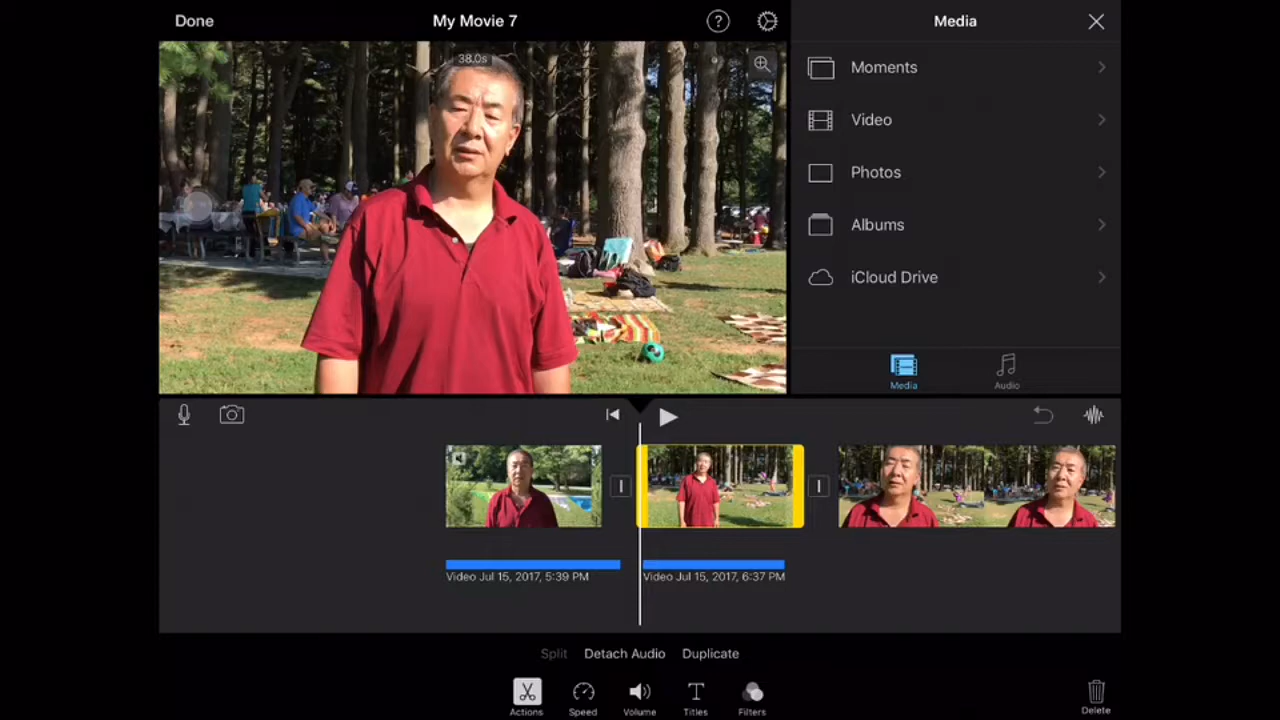 Done
My Movie 7
?
Media
38.0s
Moments
Video
Photos
Albums
iCloud Drive
Media
Audio
Video Jul 15, 2017, 5:39 PM
Video Jul 15, 2017, 6:37 PM
Split
Detach Audio
Duplicate
Actions
Speed
Volume
T
Titles
Filters
Delete